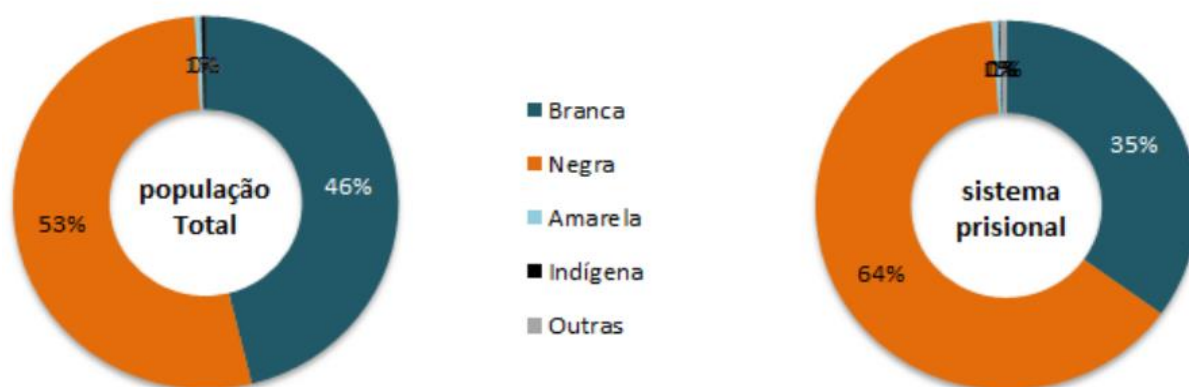 46%
53%
população
Total
Branca
Negra
Amarela
Indígena
Outras
35%
64%
sistema
prisional